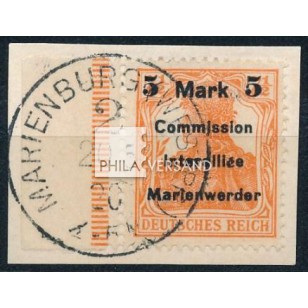 5 Mark 5
Commission
Interalliée
Marienwerder
DEUTSCHES REICH
MARIENBURG
PHILA VERSAND